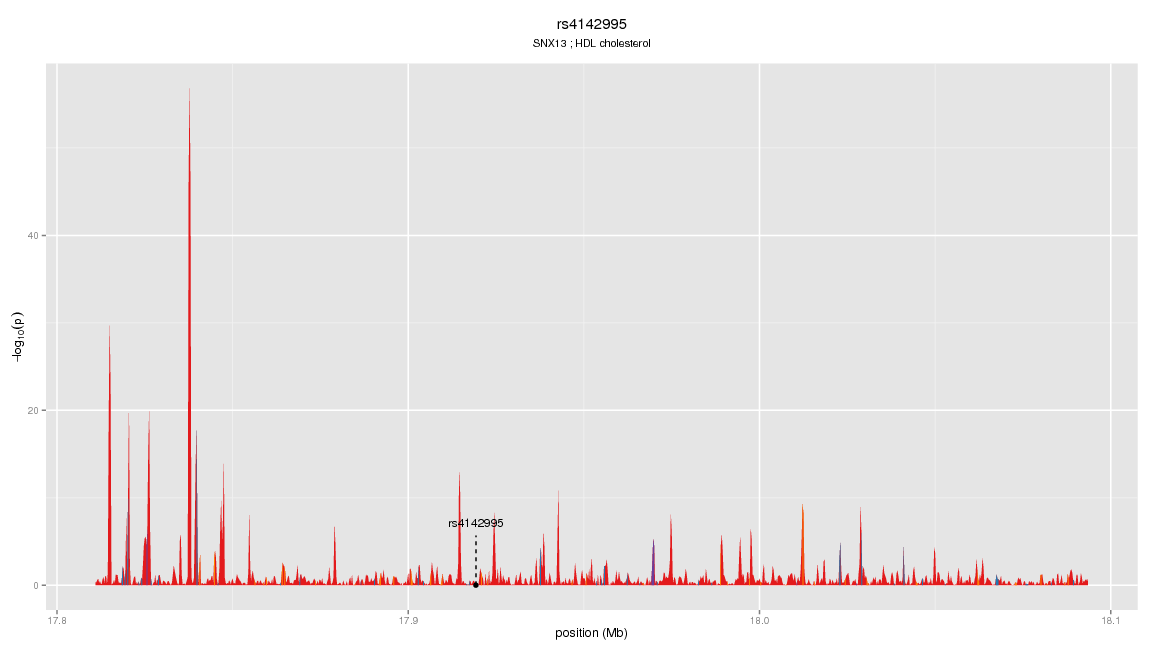 rs4142995
SNX13 ; HDL cholesterol
−log10(p)
40
20
0
rs4142995
17.8 17.9 18.0 18.1
position (Mb)